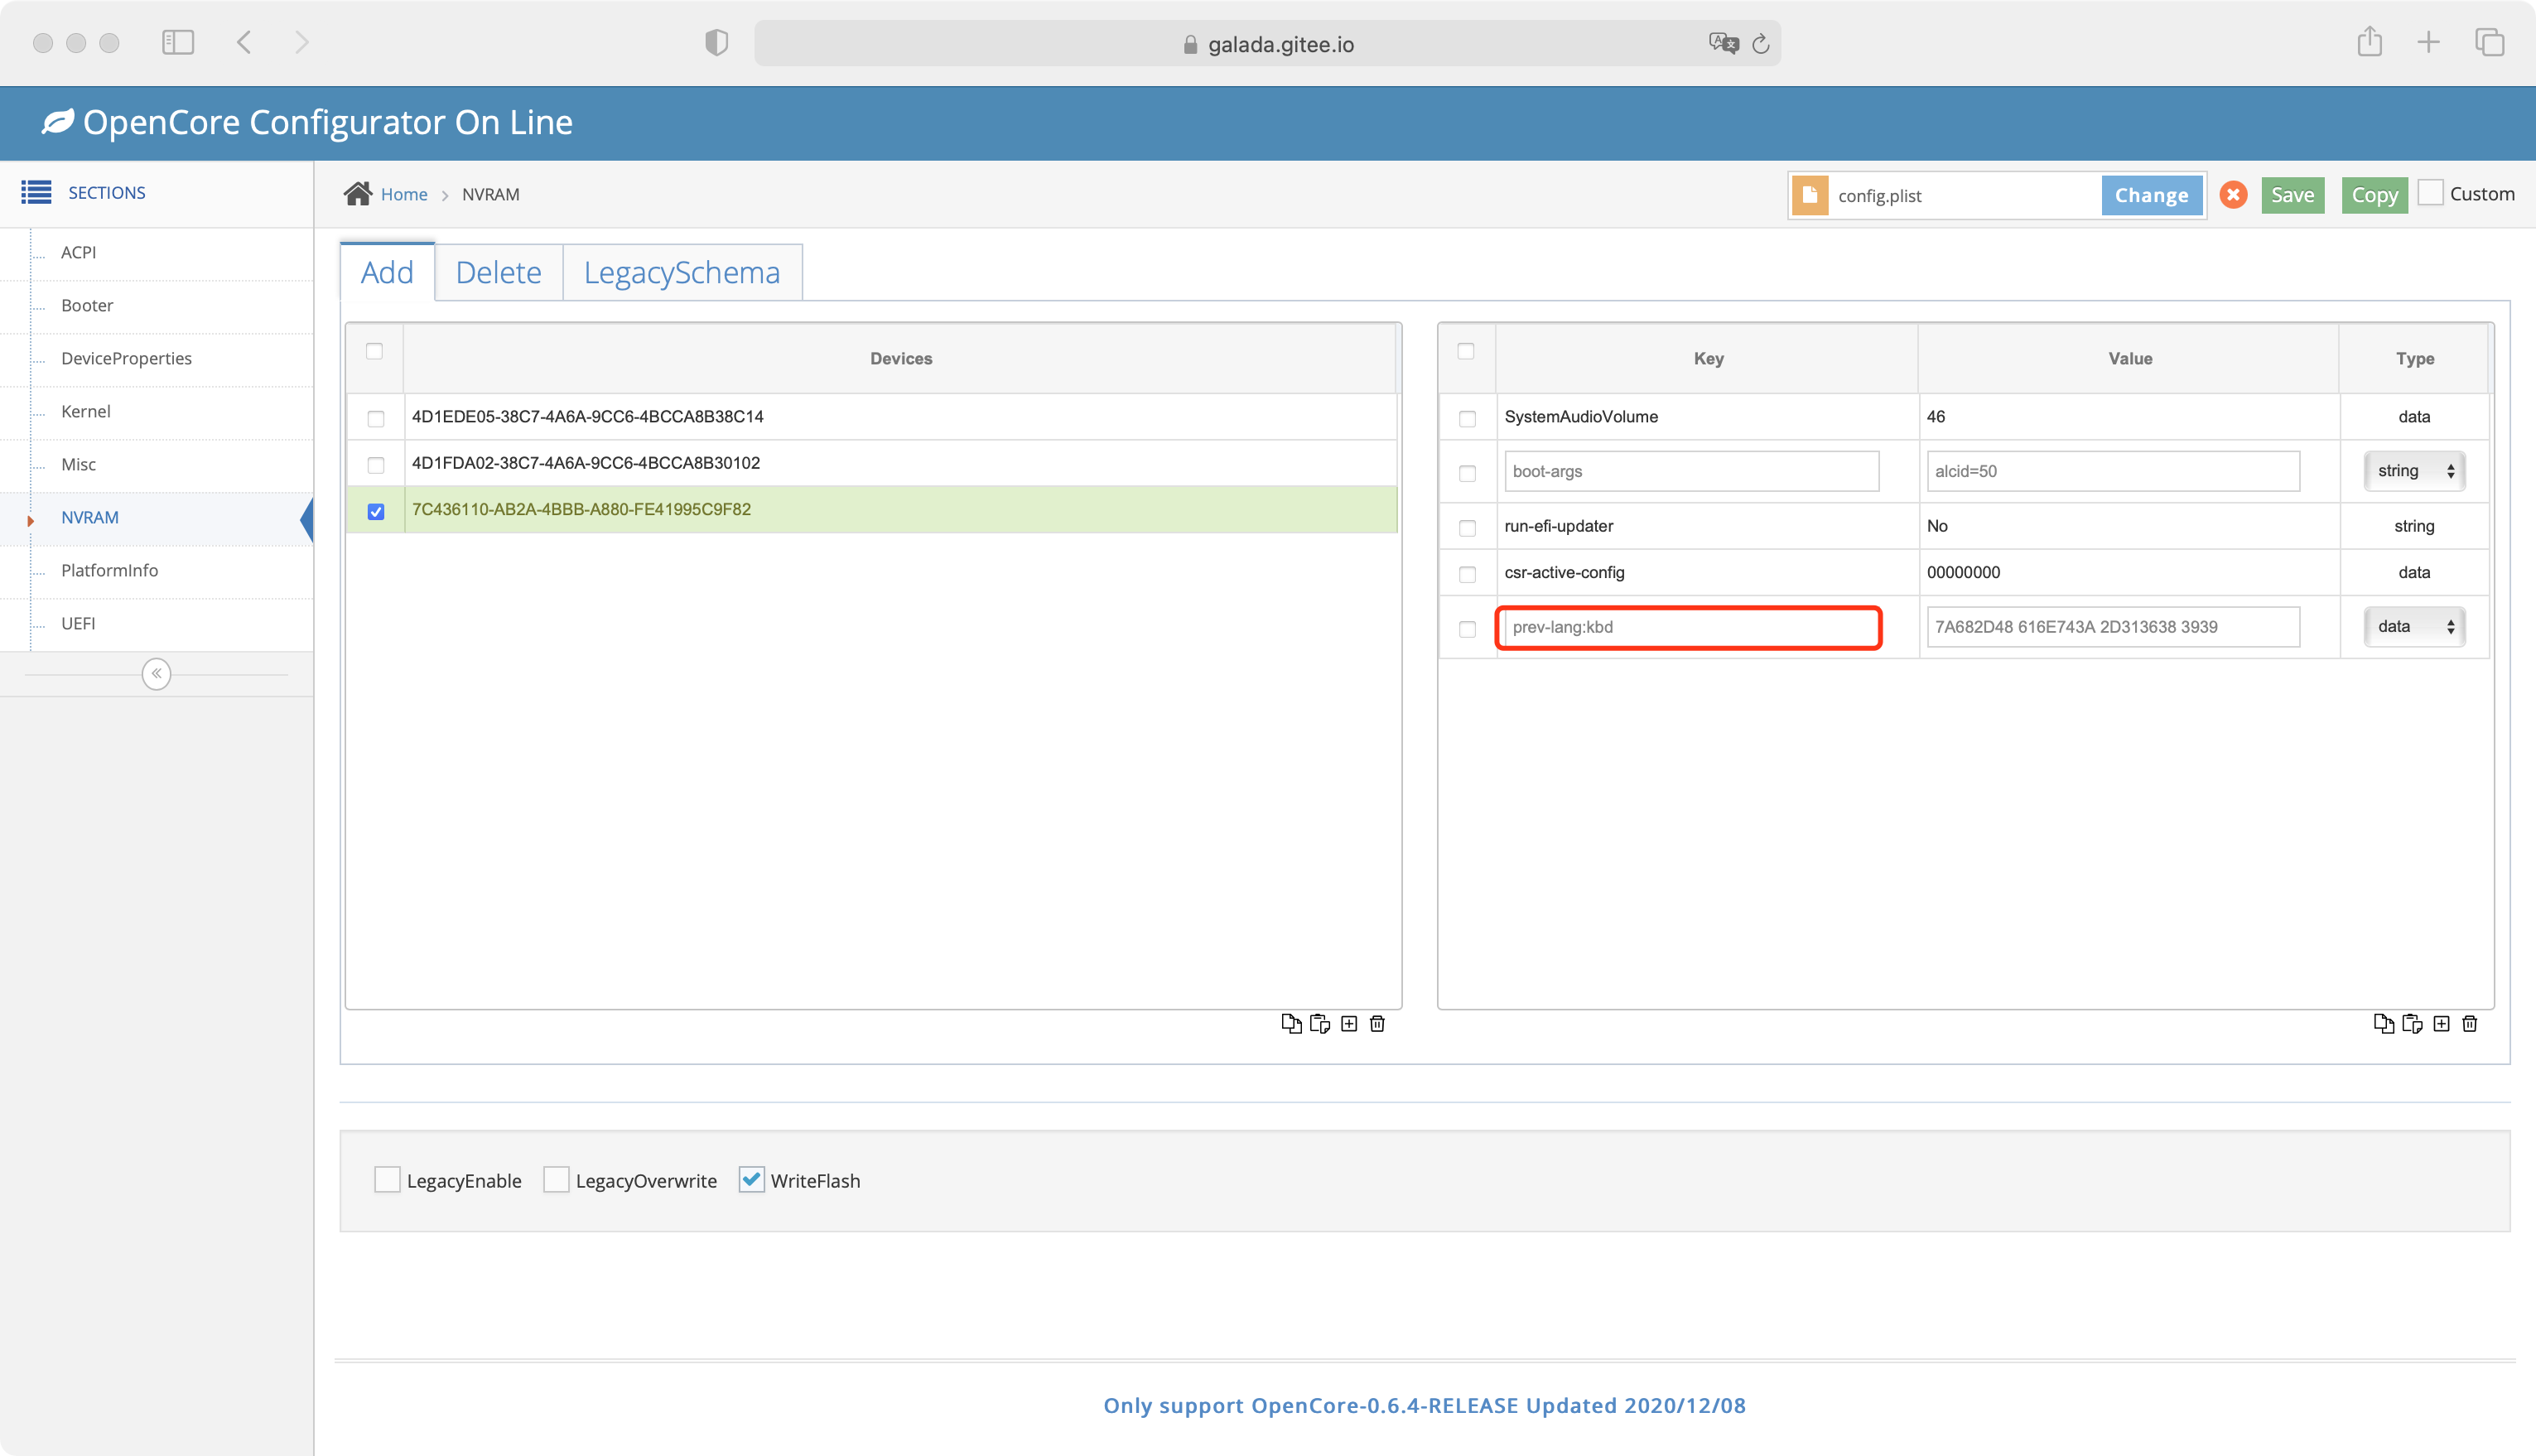 galada.gitee.io
OpenCore Configurator On Line
SECTIONS
Home > NVRAM
config.plist
Change
Save
Copy
Custom
ACPI
Booter
DeviceProperties
Kernel
Misc
NVRAM
PlatformInfo
UEFI
Add
Delete
LegacySchema
Devices
4D1EDE05-38C7-4A6A-9CC6-4BCCA8B38C14
4D1FDA02-38C7-4A6A-9CC6-4BCCA8B30102
7C436110-AB2A-4BBB-A880-FE41995C9F82
Key Value Type
SystemAudioVolume 46 data
boot-args alcid=50 string
run-efi-updater No string
csr-active-config 00000000 data
prev-lang:kbd 7A682D48 616E743A 2D313638 3939 data
LegacyEnable LegacyOverwrite WriteFlash
Only support OpenCore-0.6.4-RELEASE Updated 2020/12/08